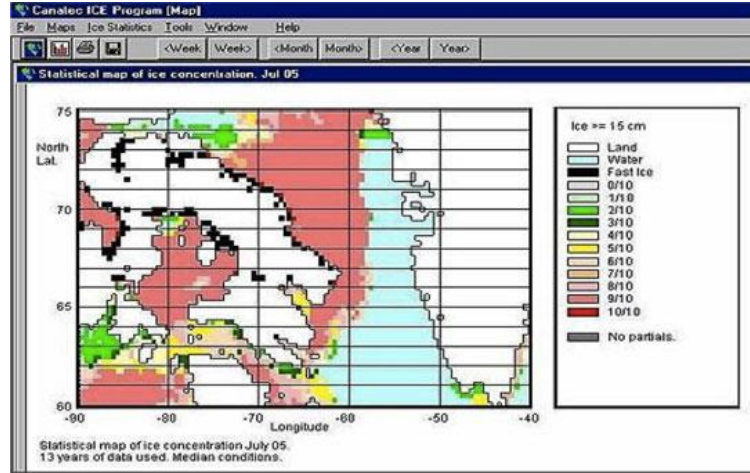 Canatec ICE Program [Map]
File Maps Ice Statistics Tools Window Help
<Week Week> <Month Month> <Year Year>
Statistical map of ice concentration. Jul 05
75
North
Lat.
70
65
60
-90 -80 -70 -60 -50 -40
Longitude
Statistical map of ice concentration July 05.
13 years of data used. Median conditions.
Ice >= 15 cm
Land
Water
Fast Ice
0/10
1/10
2/10
3/10
4/10
5/10
6/10
7/10
8/10
9/10
10/10
No partials.